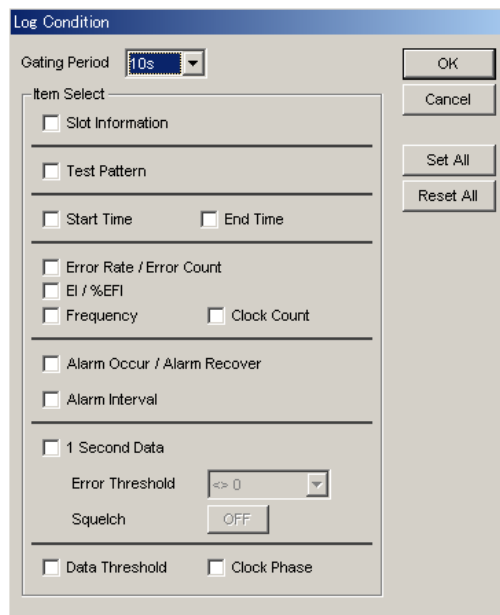 Log Condition
Gating Period 10s
OK
Cancel
Set All
Reset All
Item Select
Slot Information
Test Pattern
Start Time End Time
Error Rate / Error Count
EI / %EFI
Frequency Clock Count
Alarm Occur / Alarm Recover
Alarm Interval
1 Second Data
Error Threshold <> 0
Squelch OFF
Data Threshold Clock Phase